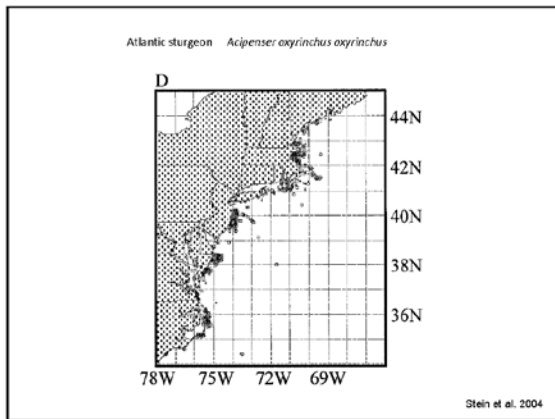 Atlantic sturgeon Acipenser oxyrinchus oxyrinchus
D
44N
42N
40N
38N
36N
78W 75W 72W 69W
Stein et al. 2004